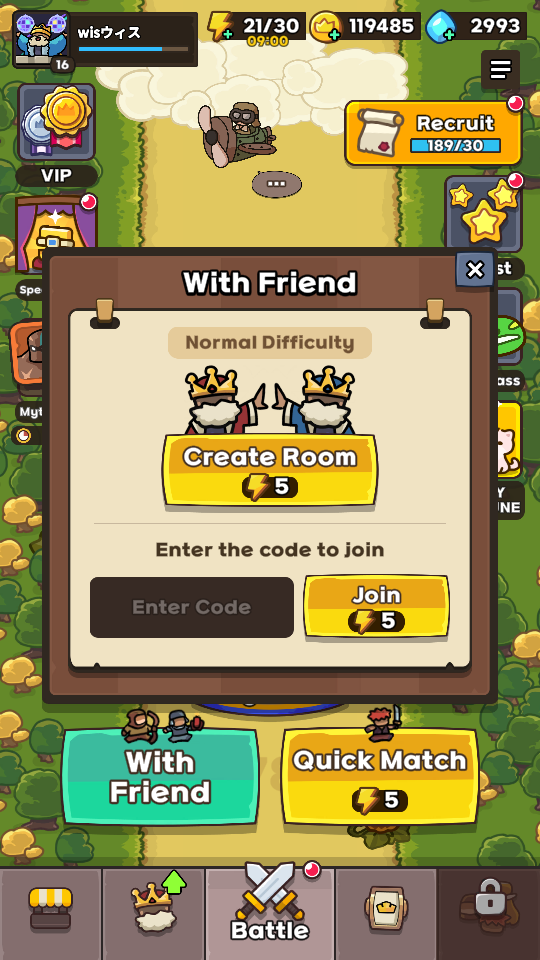 wisウィス
16
21/30
09:00
119485
2993
Recruit
189/30
VIP
With Friend
Normal Difficulty
Create Room
5
Enter the code to join
Enter Code
Join
5
With
Friend
Quick Match
5
Battle